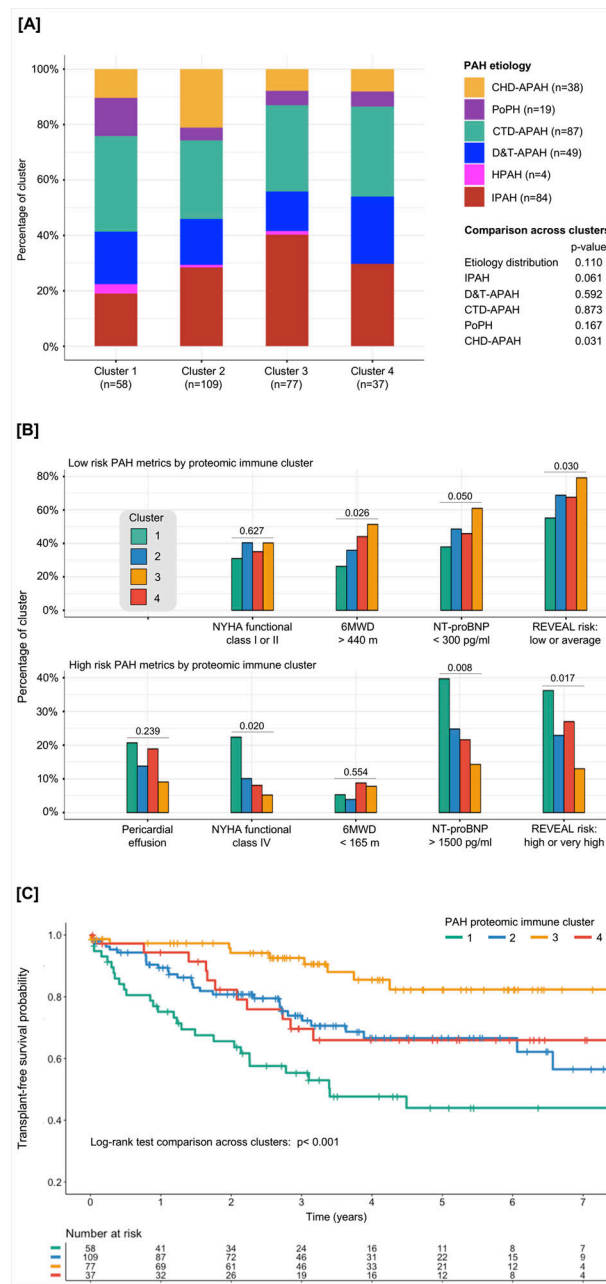 [A]
PAH etiology
CHD-APAH (n=38)
PoPH (n=19)
CTD-APAH (n=87)
D&T-APAH (n=49)
HPAH (n=4)
IPAH (n=84)
Comparison across clusters
p-value
Etiology distribution 0.110
IPAH 0.061
D&T-APAH 0.592
CTD-APAH 0.873
PoPH 0.167
CHD-APAH 0.031
Percentage of cluster
100%
80%
60%
40%
20%
0%
Cluster 1 Cluster 2 Cluster 3 Cluster 4
(n=58) (n=109) (n=77) (n=37)
[B]
Low risk PAH metrics by proteomic immune cluster
Percentage of cluster
80%
60%
40%
20%
0%
Cluster
1
2
3
4
0.627 0.026 0.050 0.030
NYHA functional 6MWD NT-proBNP REVEAL risk:
class I or II > 440 m < 300 pg/ml low or average
High risk PAH metrics by proteomic immune cluster
40%
30%
20%
10%
0%
0.239 0.020 0.554 0.008 0.017
Pericardial NYHA functional 6MWD NT-proBNP REVEAL risk:
effusion class IV < 165 m > 1500 pg/ml high or very high
[C]
PAH proteomic immune cluster
1 2 3 4
Transplant-free survival probability
1.0
0.8
0.6
0.4
0.2
Log-rank test comparison across clusters: p< 0.001
0 1 2 3 4 5 6 7
Time (years)
Number at risk
58 41 34 24 16 11 8 7
109 87 72 46 31 22 15 9
77 69 61 46 33 21 12 4
37 32 26 19 16 12 8 4